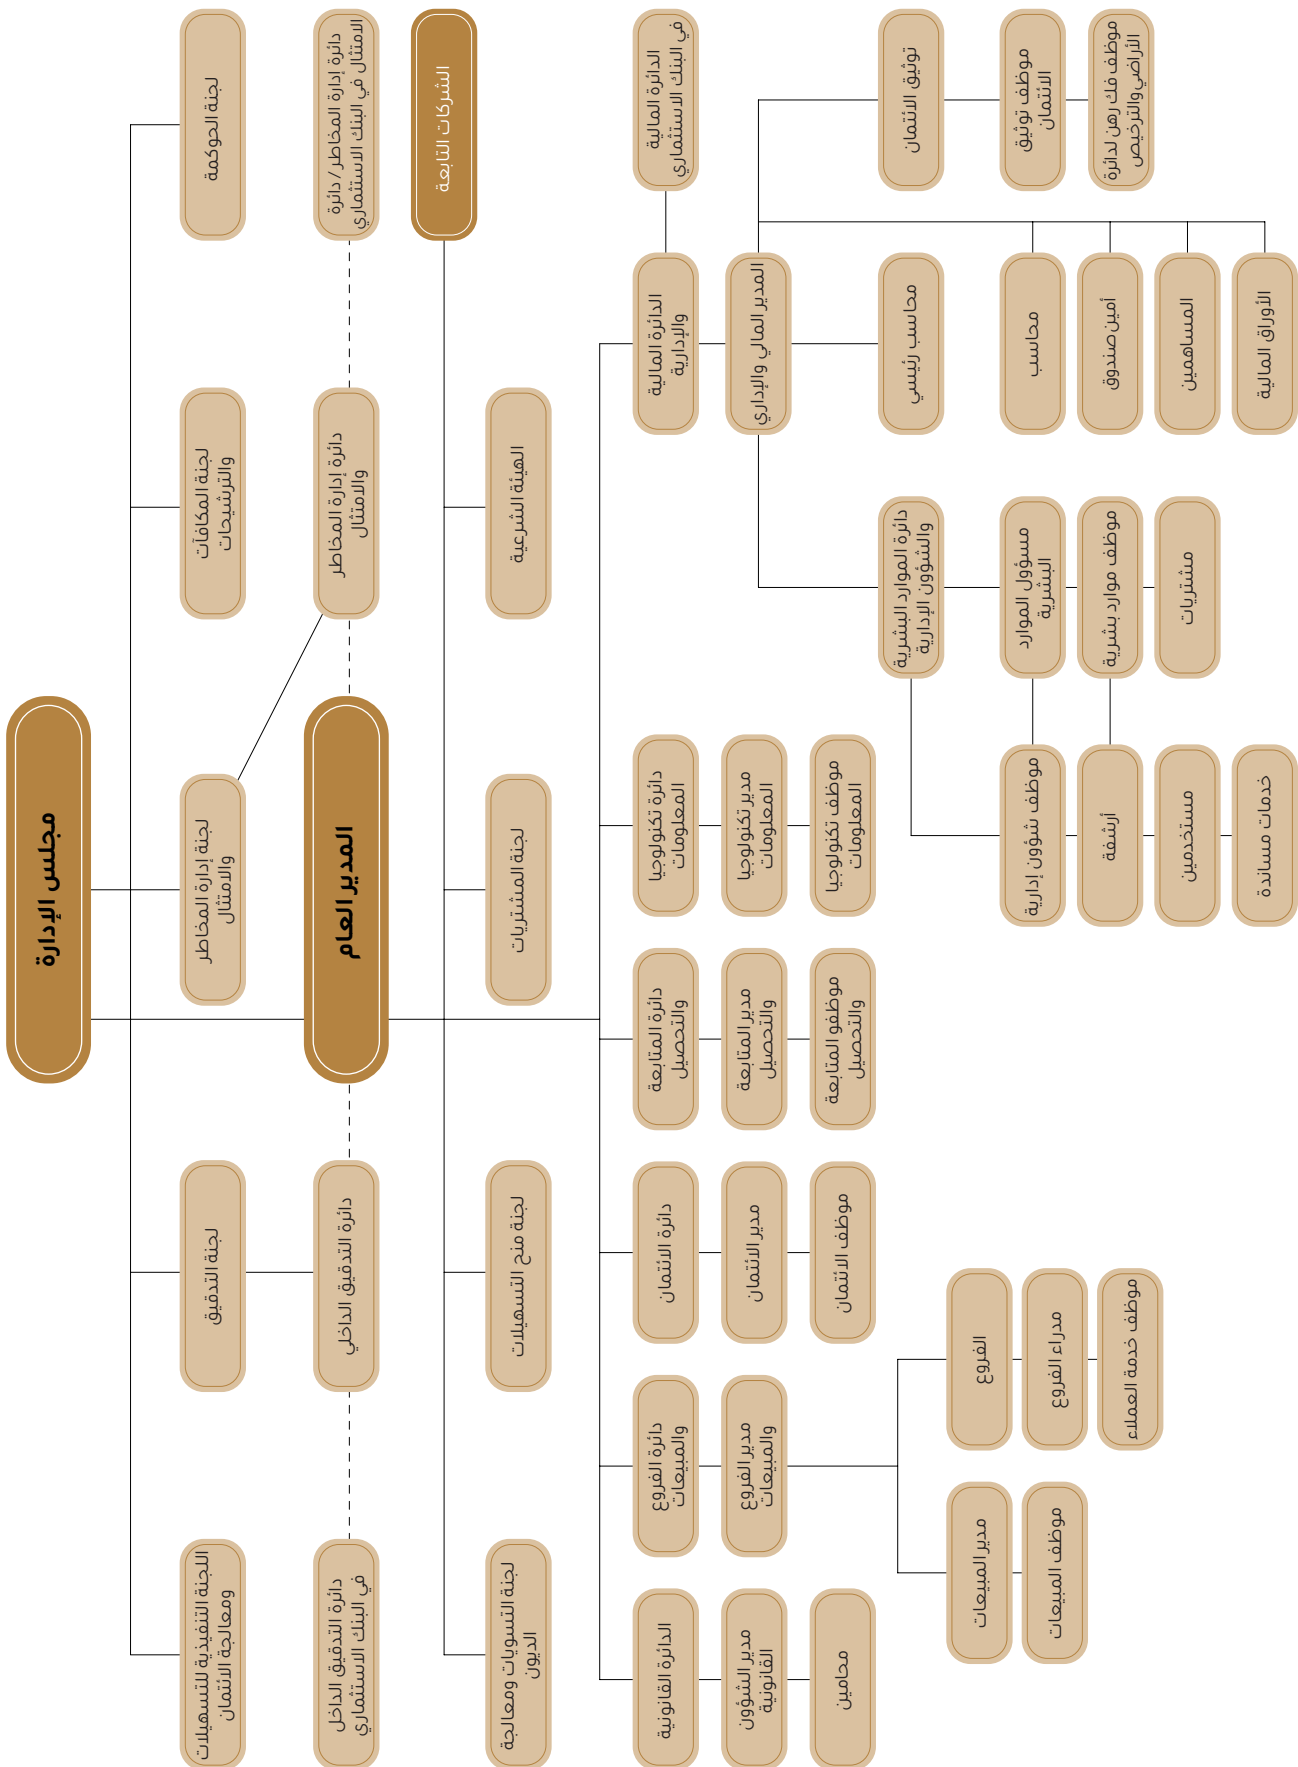 مجلس الإدارة
لجنة الحوكمة
لجنة المكافآت
والترشيحات
لجنة إدارة المخاطر
والامتثال
لجنة التدقيق
اللجنة التنفيذية للتسهيلات
ومعالجة الائتمان
دائرة إدارة المخاطر / دائرة
الامتثال في البنك الاستثماري
دائرة إدارة المخاطر
والامتثال
المدير العام
دائرة التدقيق الداخلي
دائرة التدقيق الداخل
في البنك الاستثماري
الشركات التابعة
الهيئة الشرعية
لجنة المشتريات
لجنة منح التسهيلات
لجنة التسويات ومعالجة
الديون
الدائرة المالية
في البنك الاستثماري
الدائرة المالية
والإدارية
دائرة تكنولوجيا
المعلومات
دائرة المتابعة
والتحصيل
دائرة الائتمان
دائرة الفروع
والمبيعات
الدائرة القانونية
المدير المالي والإداري
مدير تكنولوجيا
المعلومات
مدير المتابعة
والتحصيل
مدير الائتمان
مدير الفروع
والمبيعات
مدير الشؤون
القانونية
موظف تكنولوجيا
المعلومات
موظفو المتابعة
والتحصيل
موظف الائتمان
محامين
توثيق الائتمان
محاسب رئيسي
دائرة الموارد البشرية
والشؤون الإدارية
الفروع
مدير المبيعات
موظف توثيق
الائتمان
محاسب
مسؤول الموارد
البشرية
موظف شؤون إدارية
مدراء الفروع
موظف المبيعات
موظف فك رهن لدائرة
الأراضي والترخيص
أمين صندوق
موظف موارد بشرية
أرشفة
موظف خدمة العملاء
المساهمين
مشتريات
مستخدمين
الأوراق المالية
خدمات مساندة